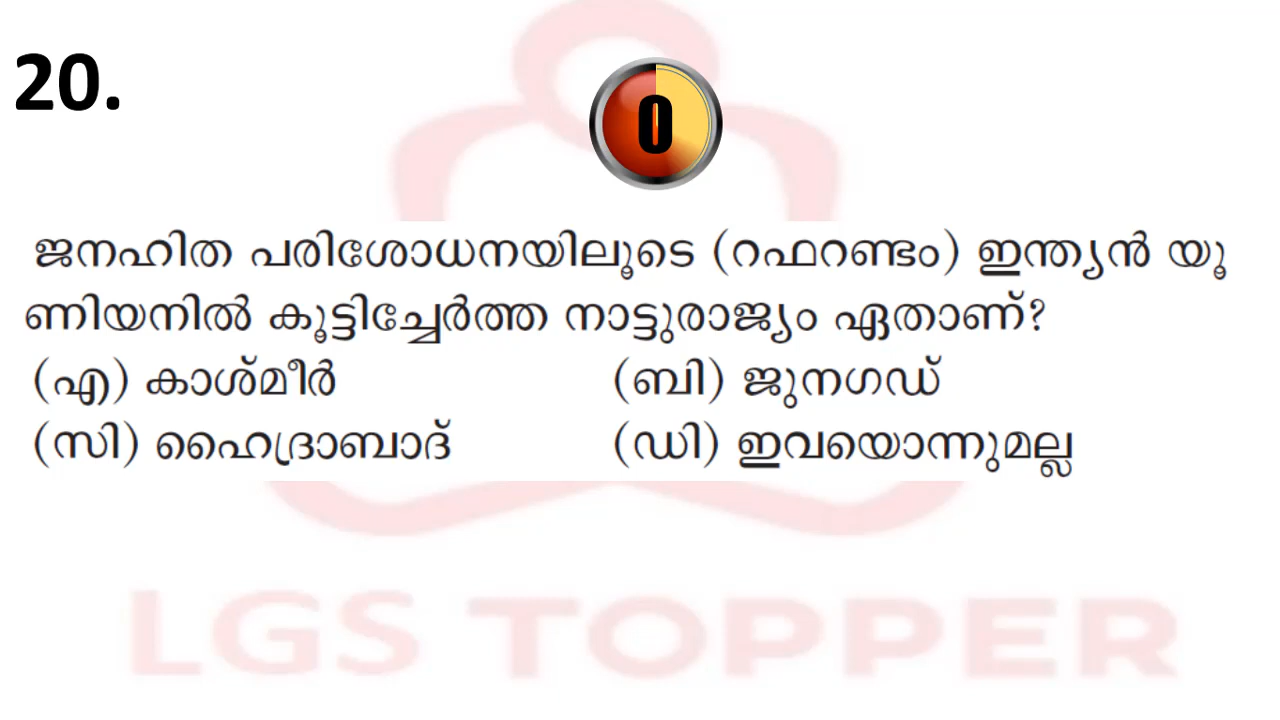 20.
0
ജനഹിത പരിശോധനയിലൂടെ (റഫറണ്ടം) ഇന്ത്യൻ യൂ
ണിയനിൽ കൂട്ടിച്ചേർത്ത നാട്ടുരാജ്യം ഏതാണ്?
(എ) കാശ്മീർ (ബി) ജുനഗഡ്
(സി) ഹൈദ്രാബാദ് (ഡി) ഇവയൊന്നുമല്ല
LGS TOPPER